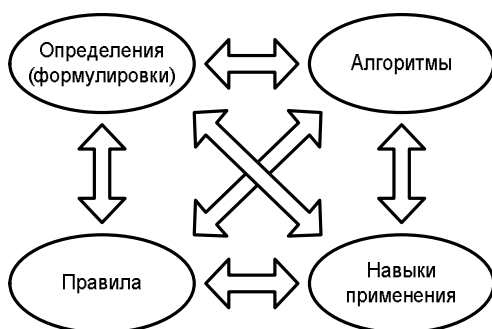 Определения
(формулировки)
Алгоритмы
Правила
Навыки
применения